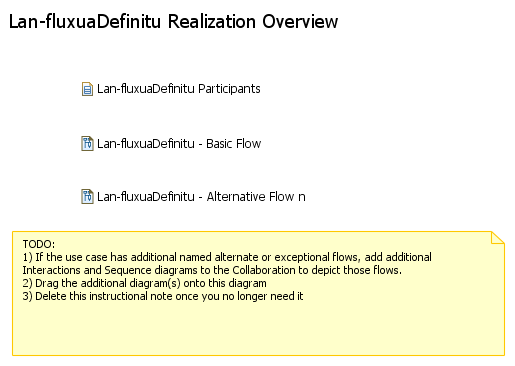 Lan-fluxuaDefinitu Realization Overview
Lan-fluxuaDefinitu Participants
Lan-fluxuaDefinitu - Basic Flow
Lan-fluxuaDefinitu - Alternative Flow n
TODO:
1) If the use case has additional named alternate or exceptional flows, add additional
Interactions and Sequence diagrams to the Collaboration to depict those flows.
2) Drag the additional diagram(s) onto this diagram
3) Delete this instructional note once you no longer need it